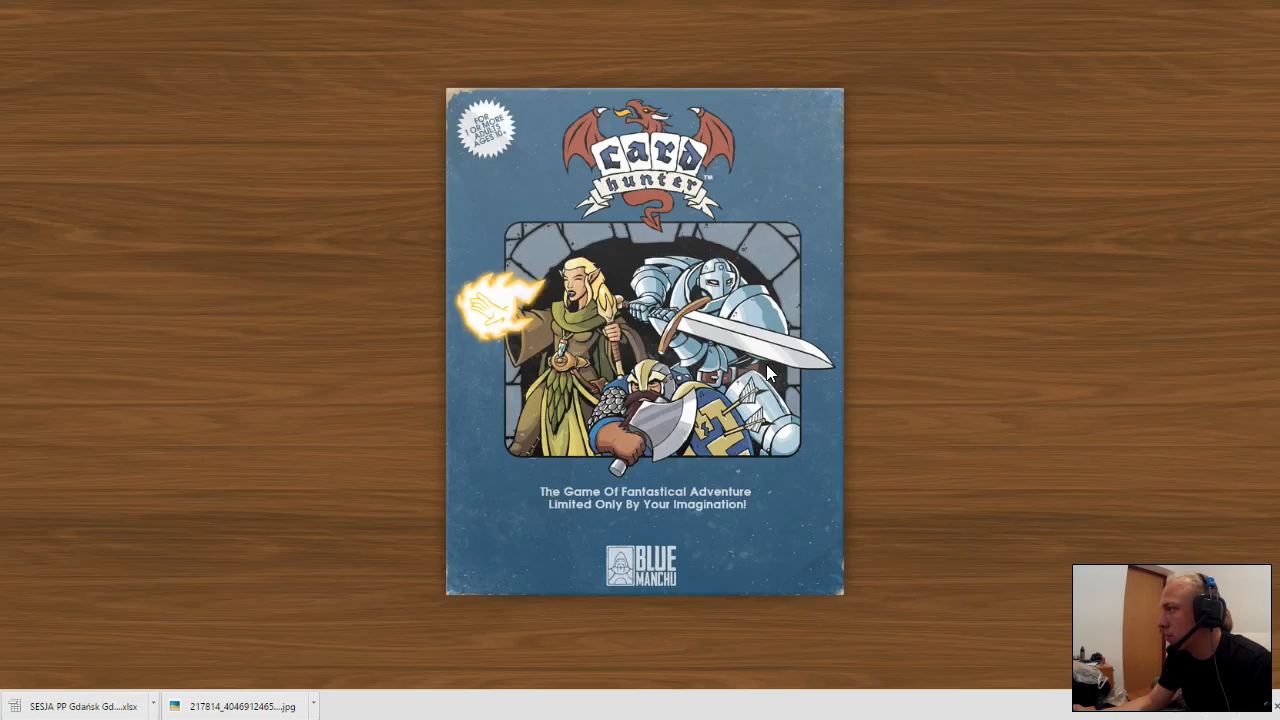 FOR
1 OR MORE
ADULTS
AGES 10+
card
hunter™
The Game Of Fantastical Adventure
Limited Only By Your Imagination!
BLUE
MANCHU
SESJA PP Gdańsk Gd....xlsx
217814_4046912465....jpg